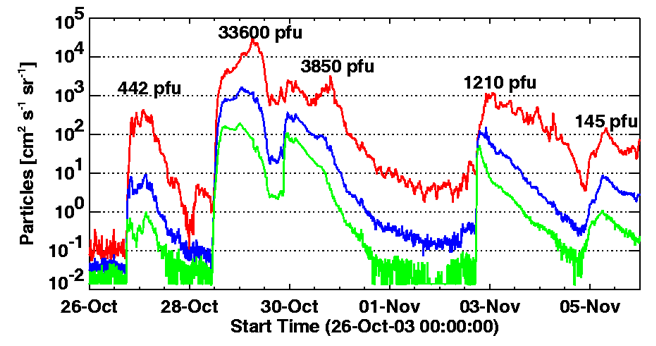 10^5
10^4
10^3
10^2
10^1
10^0
10^-1
10^-2
Particles [cm^2 s^-1 sr^-1]
33600 pfu
3850 pfu
442 pfu
1210 pfu
145 pfu
26-Oct 28-Oct 30-Oct 01-Nov 03-Nov 05-Nov
Start Time (26-Oct-03 00:00:00)